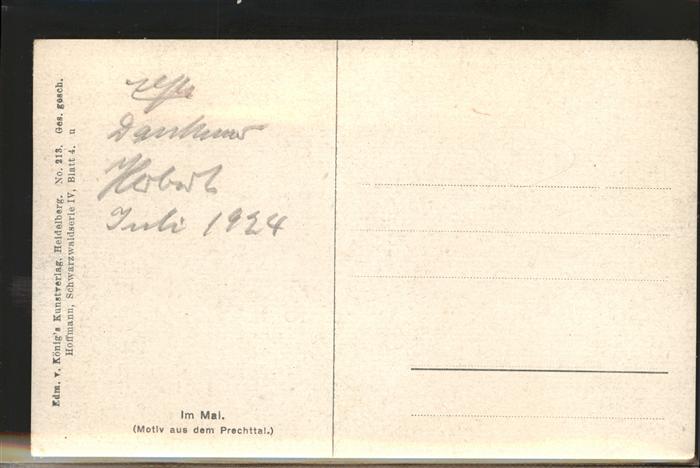 Herbert
Juli 1924
Im Mai.
(Motiv aus dem Prechttal.)
Edm. v. König's Kunstverlag, Heidelberg. No. 213. Ges. gesch.
Hoffmann, Schwarzwaldserie IV, Blatt 4. u